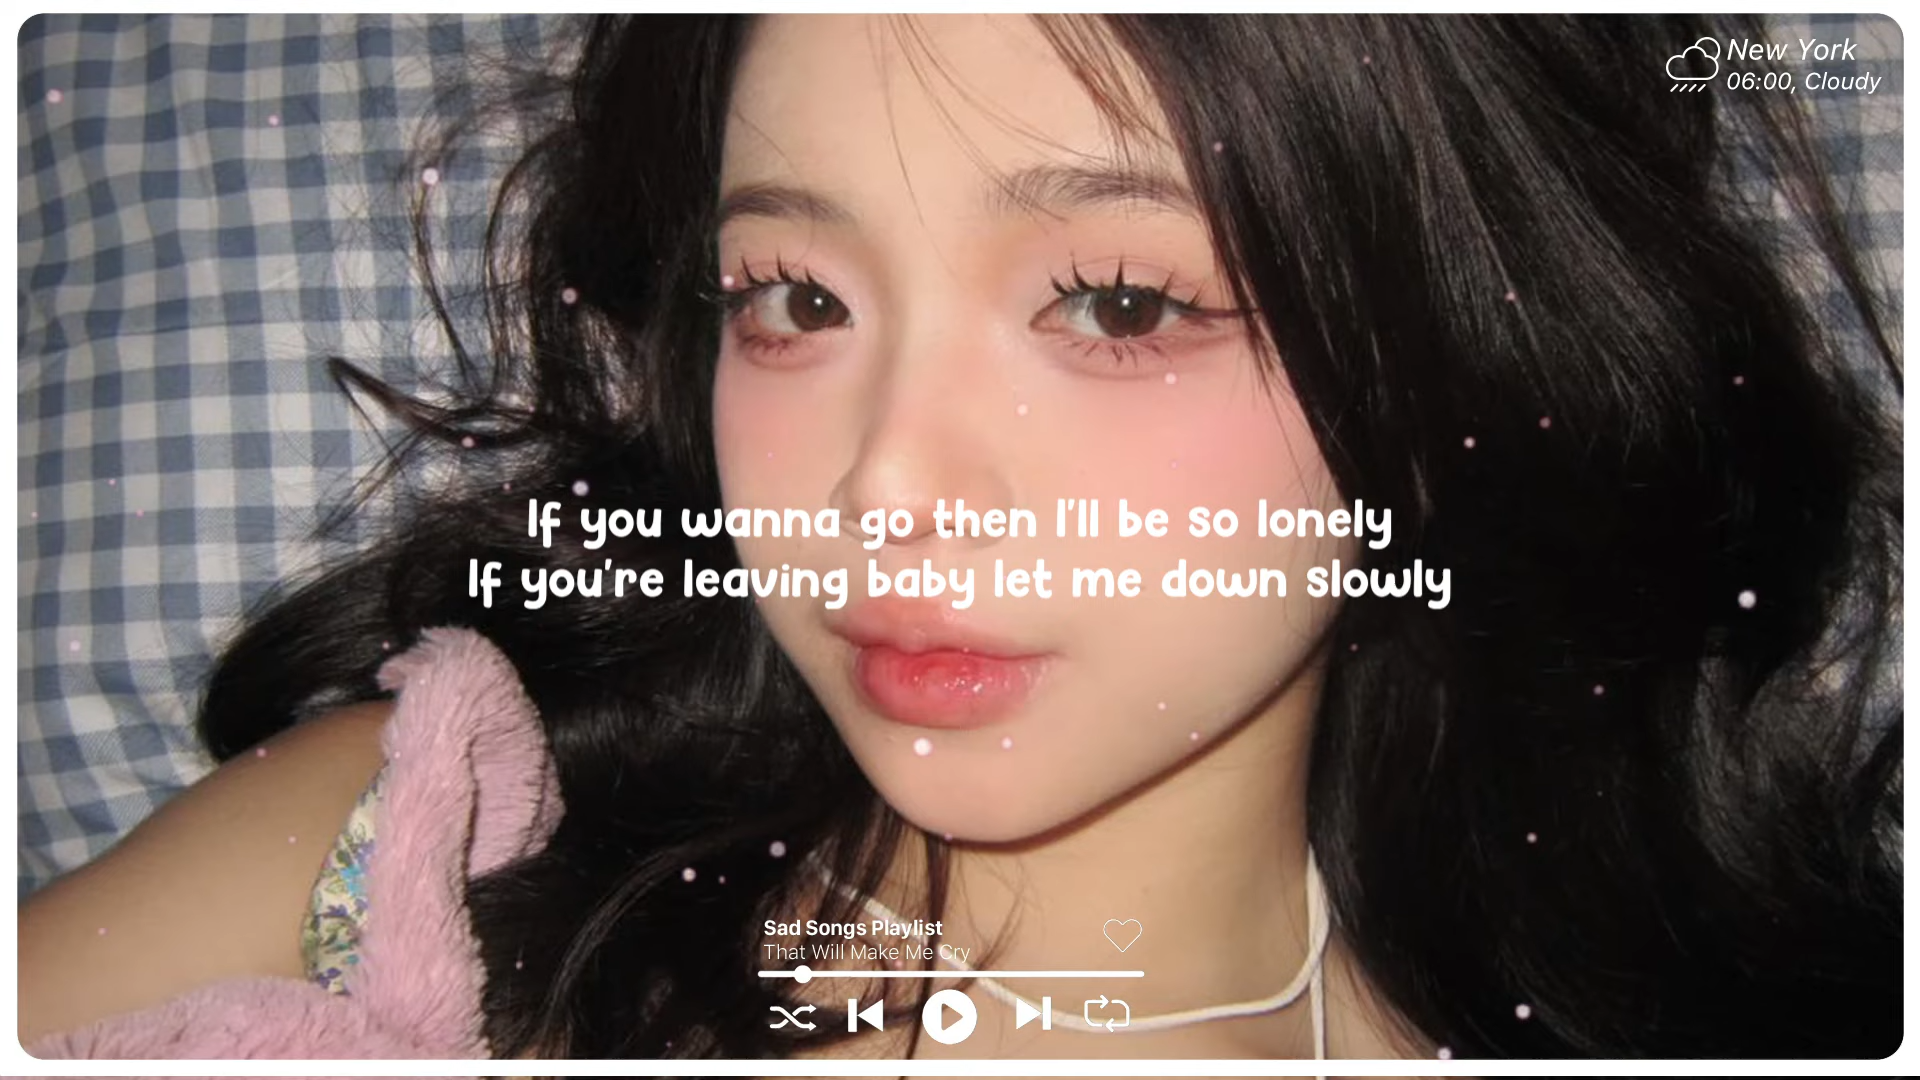 New York
06:00, Cloudy
If you wanna go then I'll be so lonely
If you're leaving baby let me down slowly
Sad Songs Playlist
That Will Make Me Cry